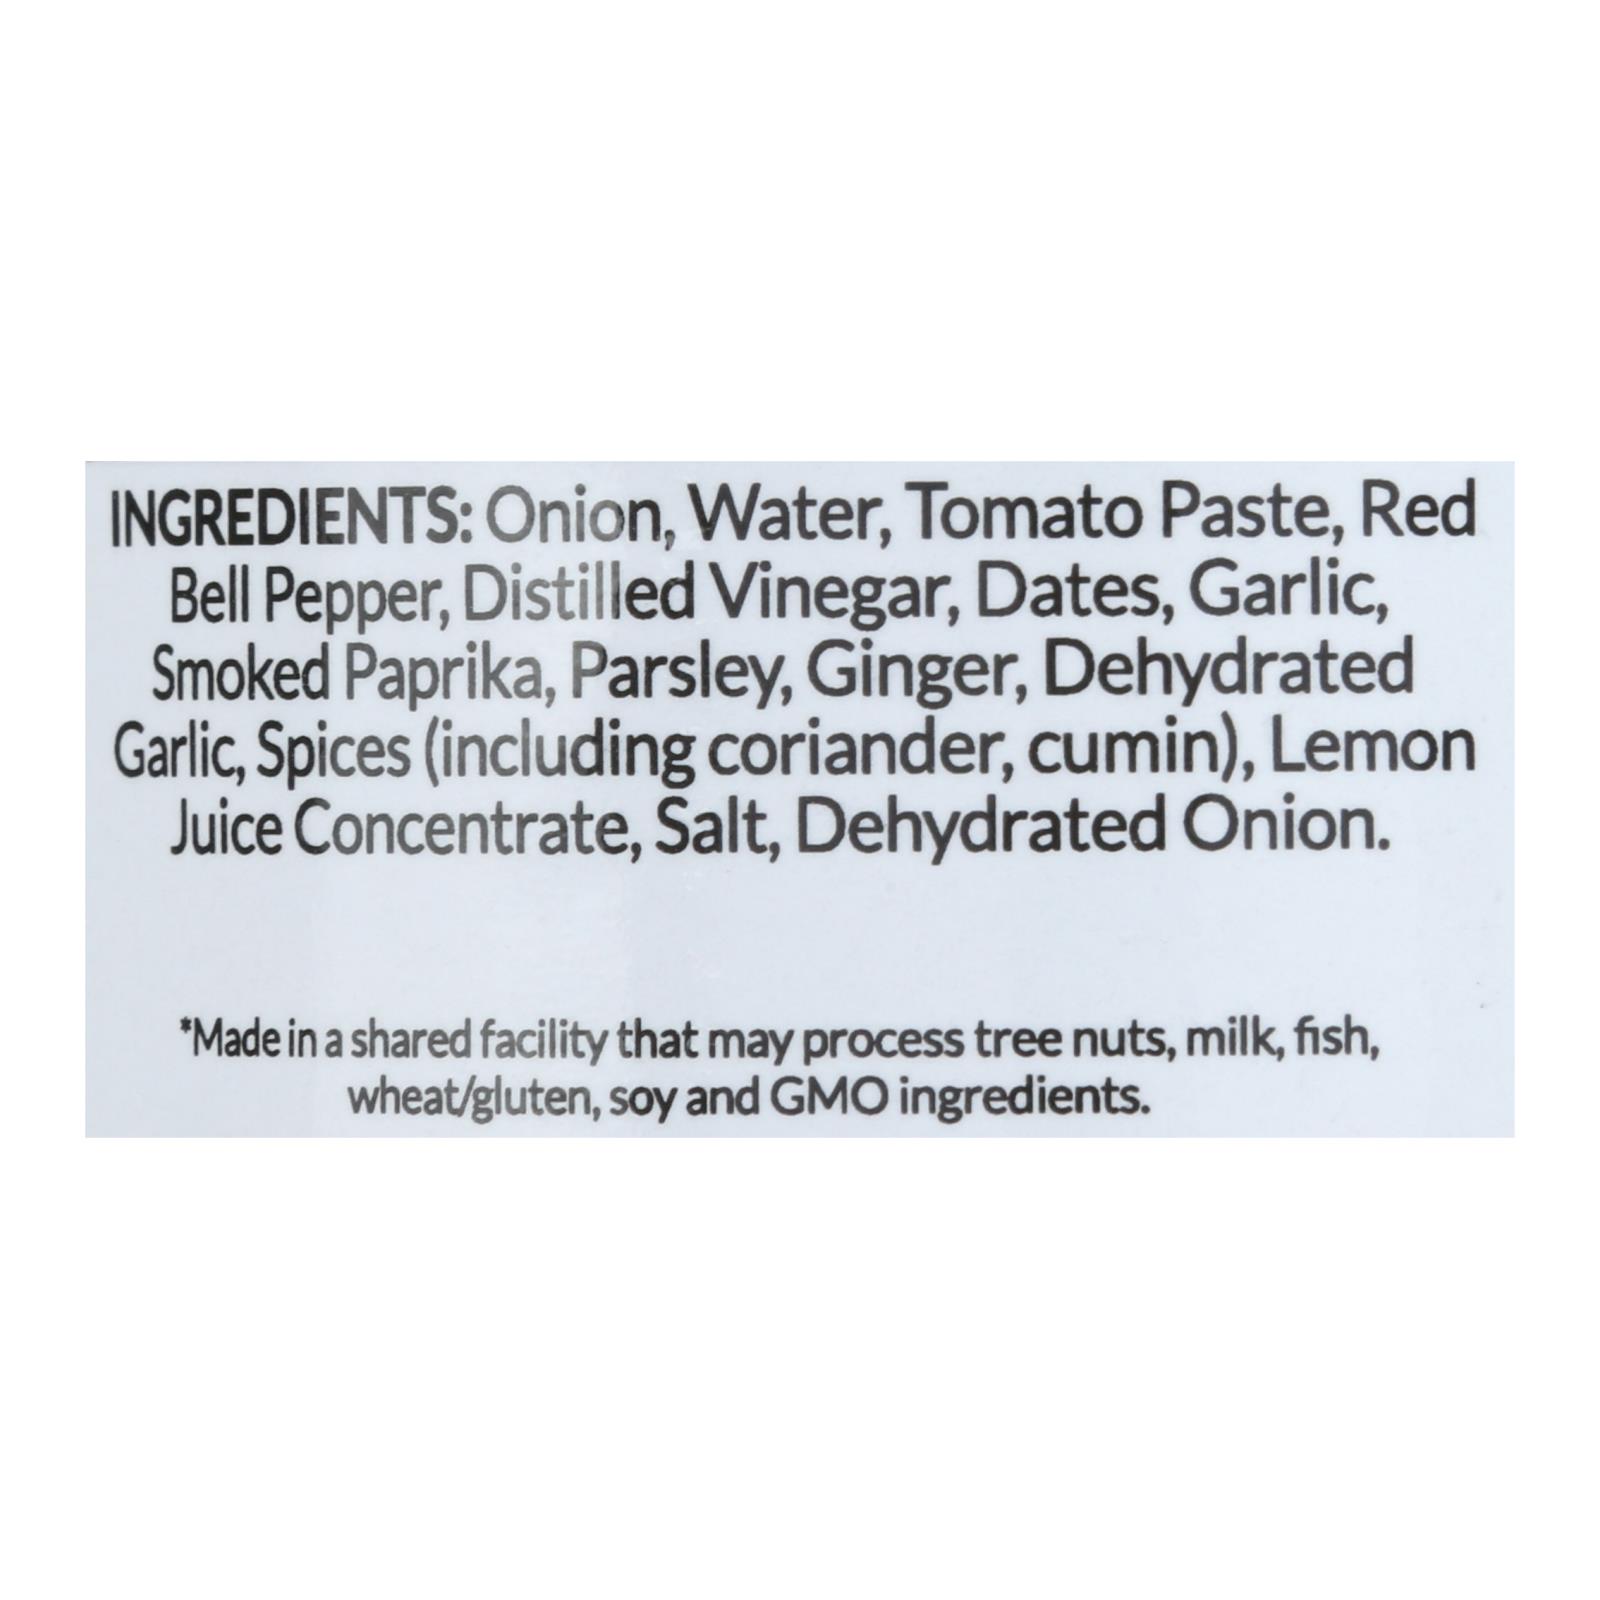 INGREDIENTS: Onion, Water, Tomato Paste, Red
Bell Pepper, Distilled Vinegar, Dates, Garlic,
Smoked Paprika, Parsley, Ginger, Dehydrated
Garlic, Spices (including coriander, cumin), Lemon
Juice Concentrate, Salt, Dehydrated Onion.
*Made in a shared facility that may process tree nuts, milk, fish,
wheat/gluten, soy and GMO ingredients.